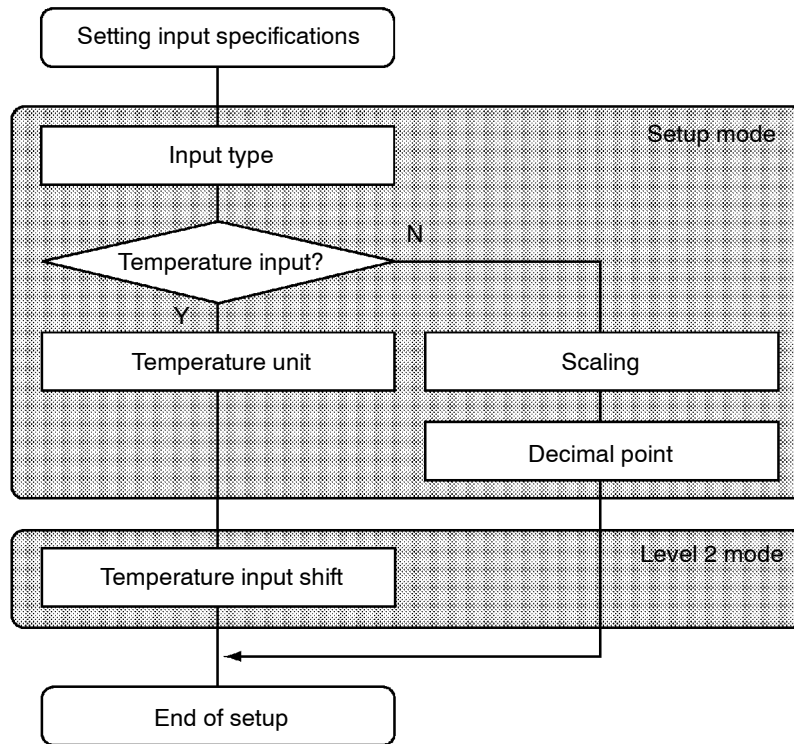 Setting input specifications
Setup mode
Input type
N
Temperature input?
Y
Temperature unit
Scaling
Decimal point
Level 2 mode
Temperature input shift
End of setup